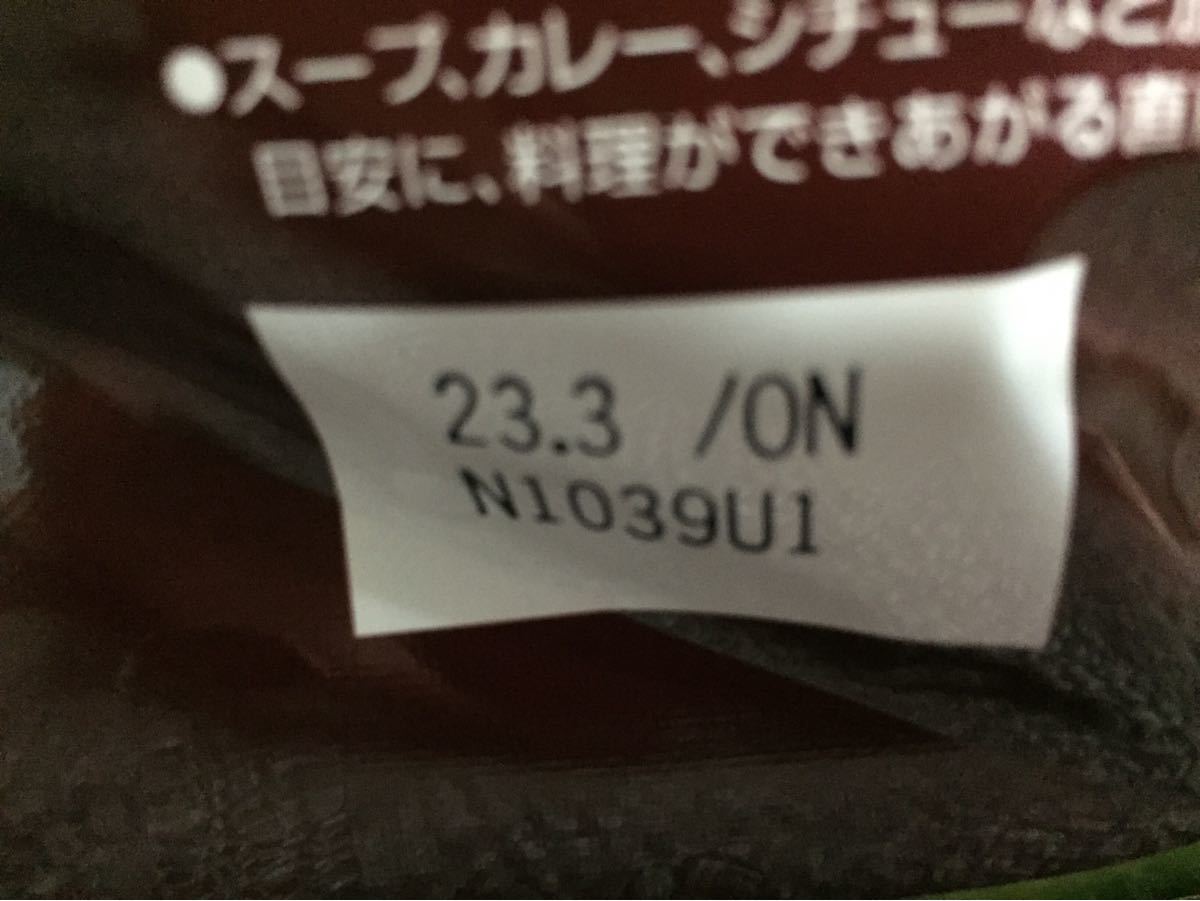 ●スープ、カレー、シチューなど
目安に、料理ができあがる直
23.3 /ON
N1039U1